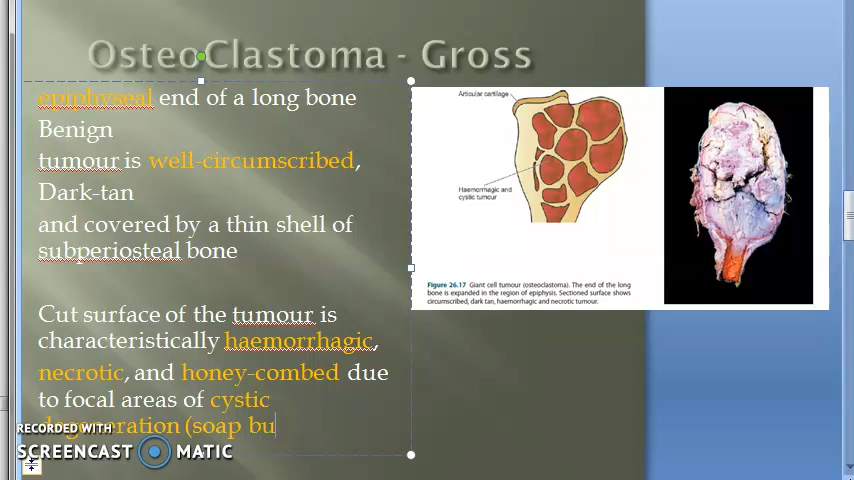 OsteoClastoma - Gross
epiphyseal end of a long bone
Benign
tumour is well-circumscribed,
Dark-tan
and covered by a thin shell of
subperiosteal bone
Cut surface of the tumour is
characteristically haemorrhagic,
necrotic, and honey-combed due
to focal areas of cystic
degeneration (soap bu
Articular cartilage
Haemorrhagic and
cystic tumour
Figure 26.17 Giant cell tumour (osteoclastoma). The end of the long
bone is expanded in the region of epiphysis. Sectioned surface shows
circumscribed, dark tan, haemorrhagic and necrotic tumour.
RECORDED WITH
SCREENCAST MATIC